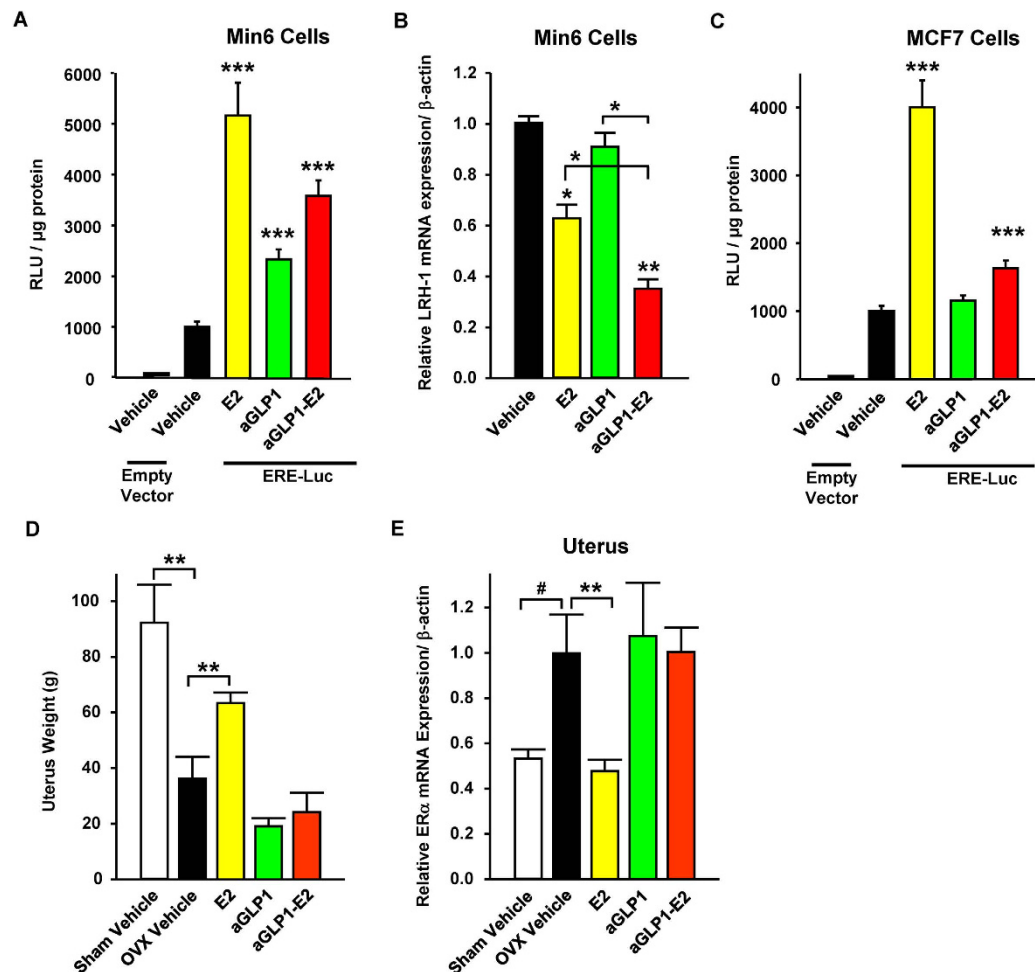 A
Min6 Cells
RLU / µg protein
6000
5000
4000
3000
2000
1000
0
***
***
***
Vehicle
Vehicle
E2
aGLP1
aGLP1-E2
Empty
Vector
ERE-Luc
B
Min6 Cells
Relative LRH-1 mRNA expression/ β-actin
1.2
1.0
0.8
0.6
0.4
0.2
0.0
*
*
*
**
Vehicle
E2
aGLP1
aGLP1-E2
C
MCF7 Cells
RLU / µg protein
4000
3000
2000
1000
0
***
***
Vehicle
Vehicle
E2
aGLP1
aGLP1-E2
Empty
Vector
ERE-Luc
D
Uterus Weight (g)
100
80
60
40
20
0
**
**
Sham Vehicle
OVX Vehicle
E2
aGLP1
aGLP1-E2
E
Uterus
Relative ERα mRNA Expression/ β-actin
1.2
1.0
0.8
0.6
0.4
0.2
0.0
#
**
Sham Vehicle
OVX Vehicle
E2
aGLP1
aGLP1-E2